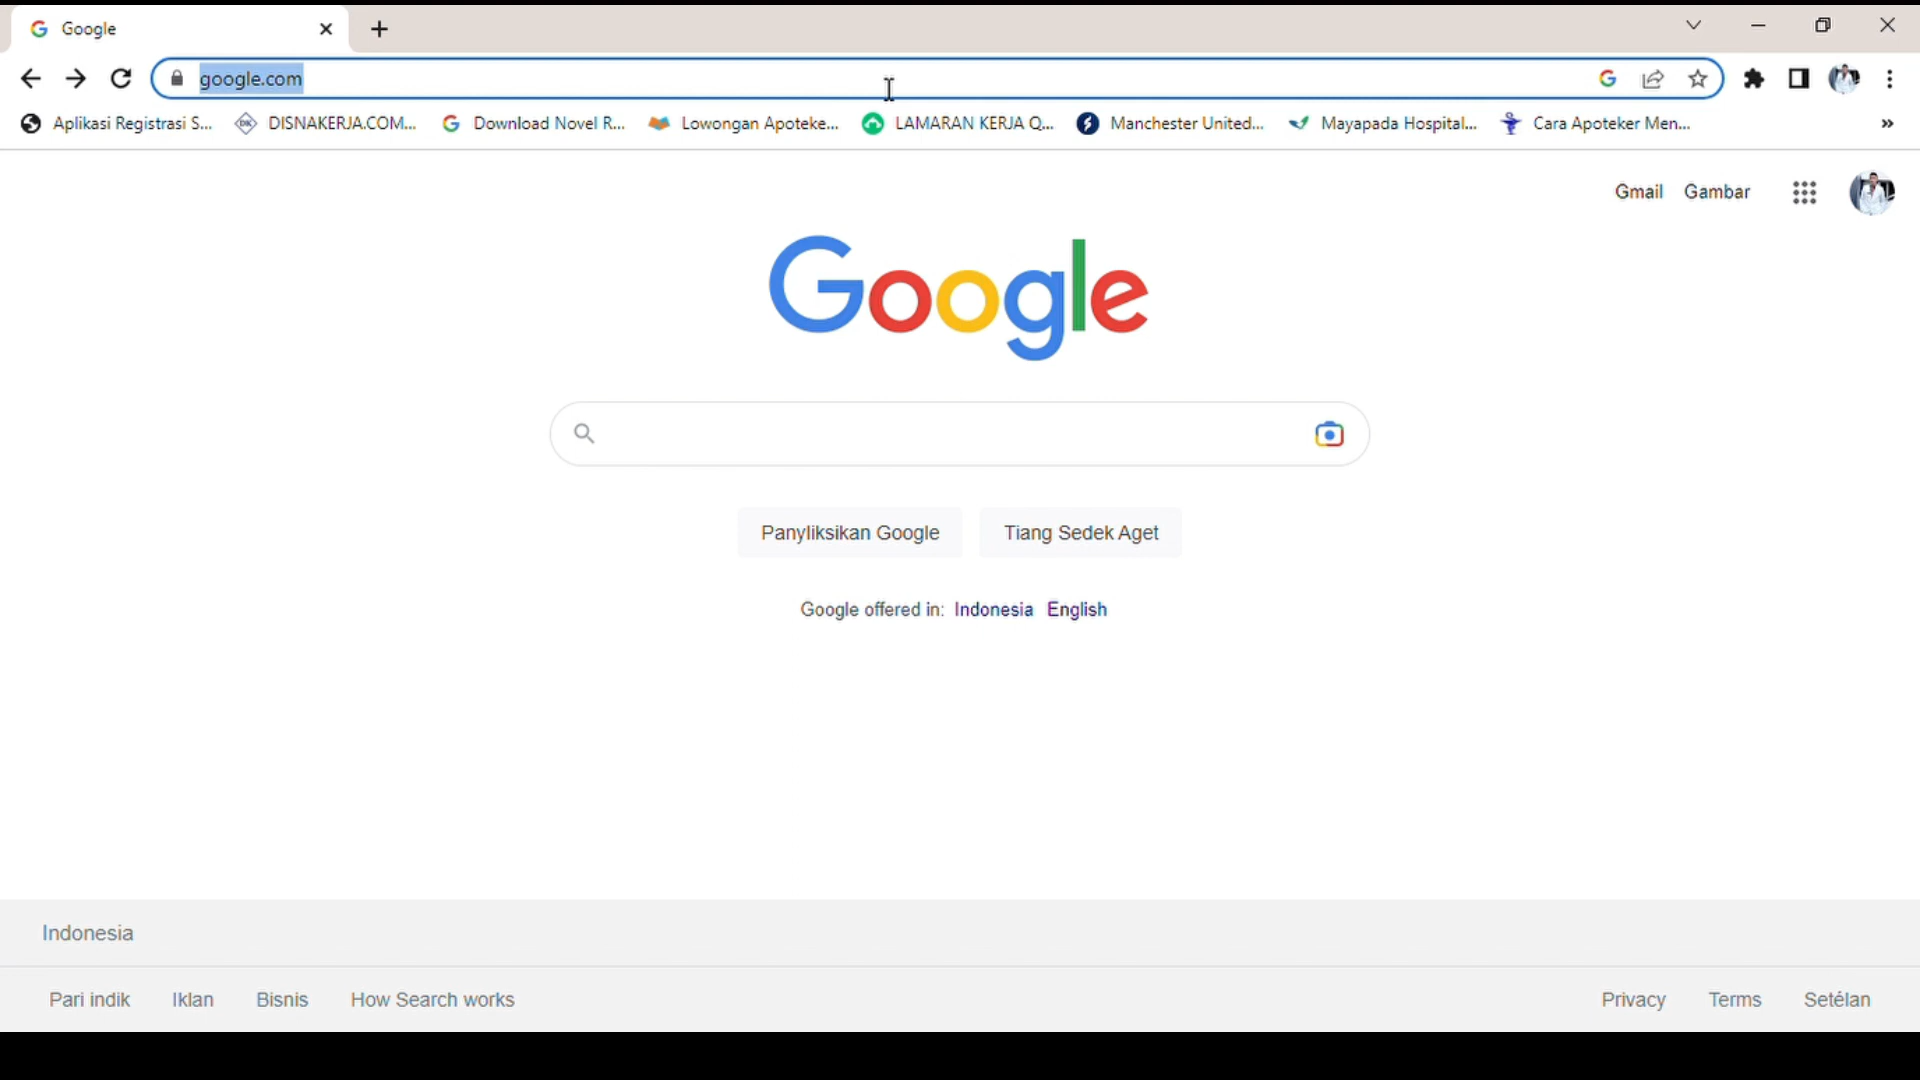 Google
google.com
Aplikasi Registrasi S...
DISNAKERJA.COM...
Download Novel R...
Lowongan Apoteke...
LAMARAN KERJA Q...
Manchester United...
Mayapada Hospital...
Cara Apoteker Men...
Gmail Gambar
Google
Panyliksikan Google
Tiang Sedek Aget
Google offered in: Indonesia English
Indonesia
Pari indik Iklan Bisnis How Search works
Privacy Terms Setélan